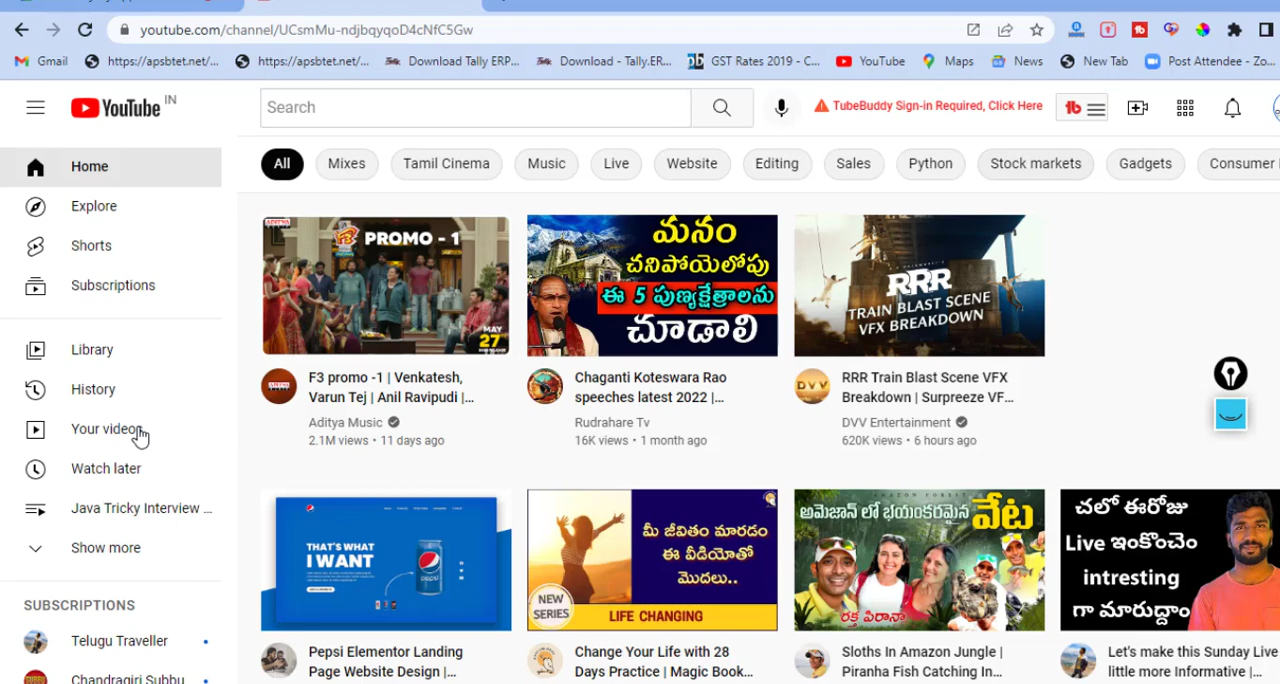 youtube.com/channel/UCsmMu-ndjbqyqoD4cNfC5Gw
Gmail
https://apsbtet.net/...
https://apsbtet.net/...
Download Tally ERP...
Download - Tally.ER...
GST Rates 2019 - C...
YouTube
Maps
News
New Tab
Post Attendee - Zo...
YouTube IN
Search
TubeBuddy Sign-in Required, Click Here
tb
Home
Explore
Shorts
Subscriptions
Library
History
Your videos
Watch later
Java Tricky Interview ...
Show more
SUBSCRIPTIONS
Telugu Traveller
Chandragiri Subbu
All
Mixes
Tamil Cinema
Music
Live
Website
Editing
Sales
Python
Stock markets
Gadgets
Consumer
ADITYA
F3 PROMO - 1
MAY
27
F3 promo -1 | Venkatesh,
Varun Tej | Anil Ravipudi |...
Aditya Music
2.1M views • 11 days ago
మనం
చనిపోయేలోపు
ఈ 5 పుణ్యక్షేత్రాలను
చూడాలి
Chaganti Koteswara Rao
speeches latest 2022 |...
Rudrahare Tv
16K views • 1 month ago
RRR
TRAIN BLAST SCENE
VFX BREAKDOWN
DVV
RRR Train Blast Scene VFX
Breakdown | Surpreeze VF...
DVV Entertainment
620K views • 6 hours ago
THAT'S WHAT
I WANT
Pepsi Elementor Landing
Page Website Design |...
మీ జీవితం మారడం
ఈ వీడియోతో
మొదలు..
NEW
SERIES
LIFE CHANGING
Change Your Life with 28
Days Practice | Magic Book...
AMAZON FOREST
అమెజాన్ లో భయంకరమైన వేట
రక్త పిరానా
Sloths In Amazon Jungle |
Piranha Fish Catching In...
చలో ఈరోజు
Live ఇంకొంచెం
intresting
గా మారుద్దాం
Let's make this Sunday Live
little more Informative |...